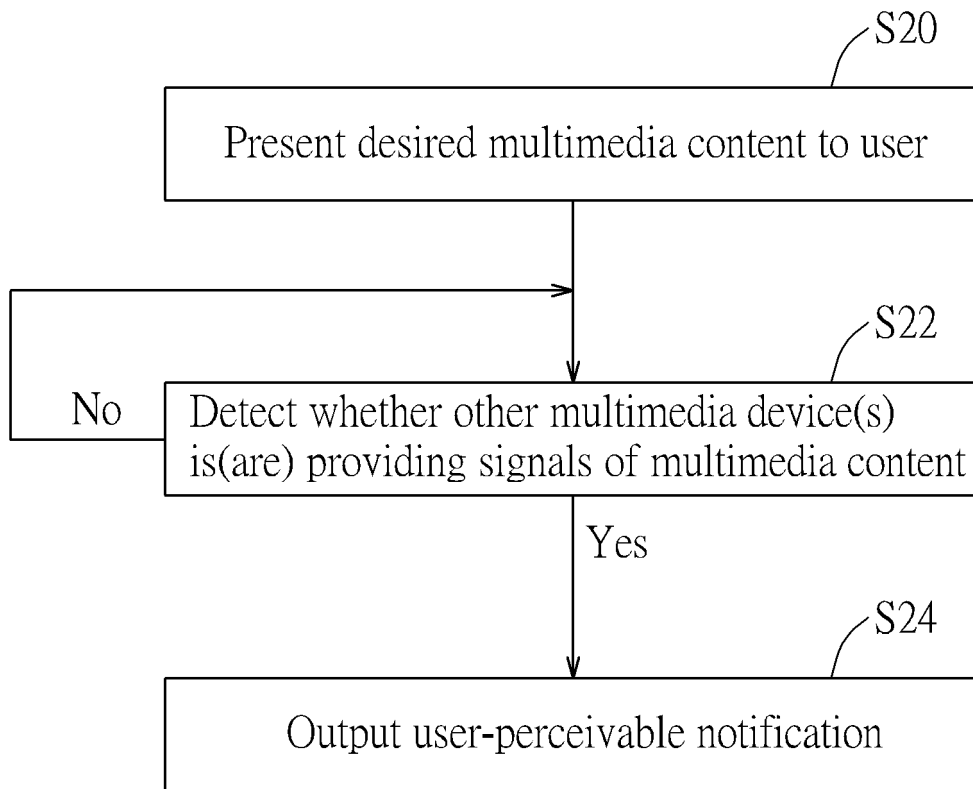 S20
Present desired multimedia content to user
S22
No
Detect whether other multimedia device(s)
is(are) providing signals of multimedia content
Yes
S24
Output user-perceivable notification